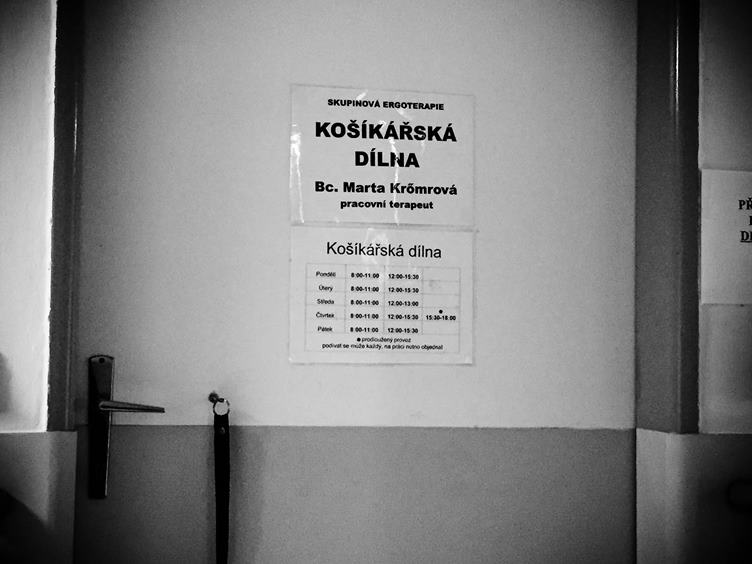 SKUPINOVÁ ERGOTERAPIE
KOŠÍKÁŘSKÁ
DÍLNA
Bc. Marta Krőmrová
pracovní terapeut
Košíkářská dílna
Pondělí 8:00-11:00 12:00-15:30
Úterý 8:00-11:00 12:00-15:30
Středa 8:00-11:00 12:00-13:00
Čtvrtek 8:00-11:00 12:00-15:30 15:30-18:00
Pátek 8:00-11:00 12:00-15:30
prodloužený provoz
podívat se může každý, na práci nutno objednat